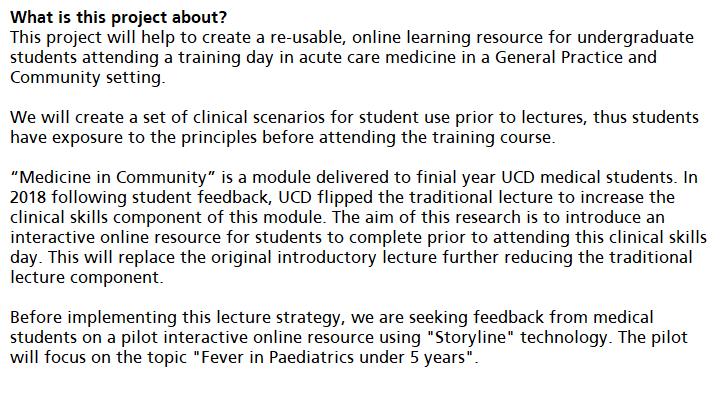 What is this project about?
This project will help to create a re-usable, online learning resource for undergraduate
students attending a training day in acute care medicine in a General Practice and
Community setting.
We will create a set of clinical scenarios for student use prior to lectures, thus students
have exposure to the principles before attending the training course.
“Medicine in Community” is a module delivered to finial year UCD medical students. In
2018 following student feedback, UCD flipped the traditional lecture to increase the
clinical skills component of this module. The aim of this research is to introduce an
interactive online resource for students to complete prior to attending this clinical skills
day. This will replace the original introductory lecture further reducing the traditional
lecture component.
Before implementing this lecture strategy, we are seeking feedback from medical
students on a pilot interactive online resource using "Storyline" technology. The pilot
will focus on the topic "Fever in Paediatrics under 5 years".